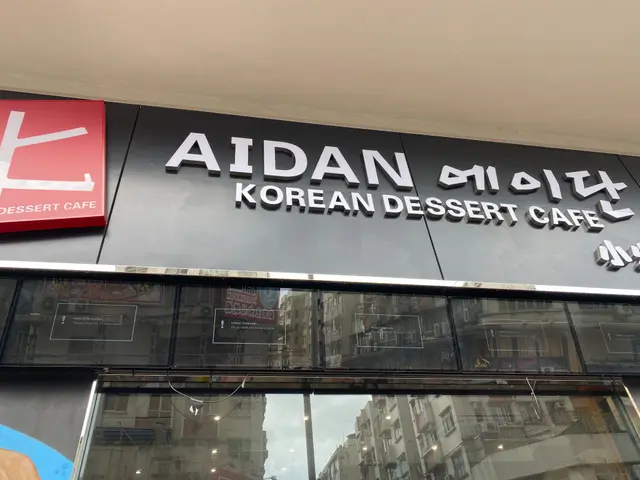 AIDAN 에이단
KOREAN DESSERT CAFE
DESSERT CAFE